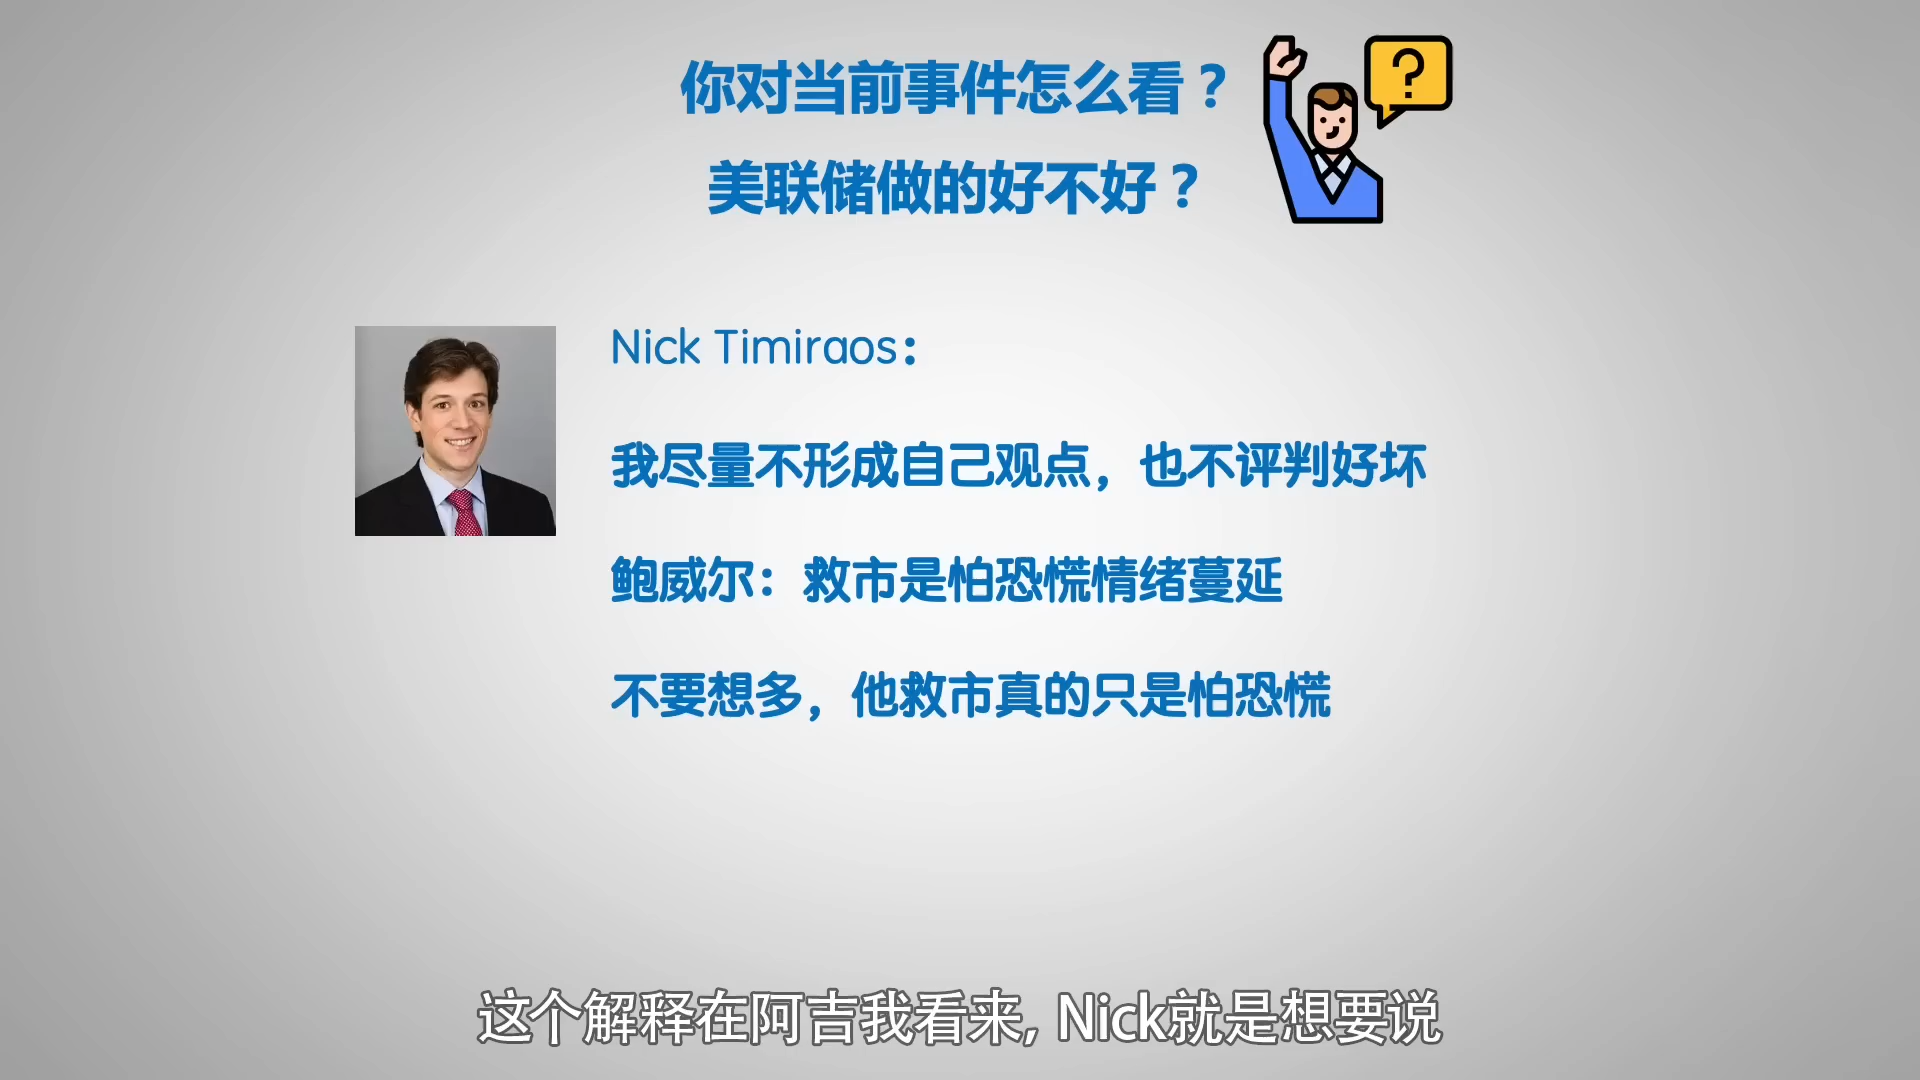 你对当前事件怎么看？
美联储做的好不好？
?
Nick Timiraos：
我尽量不形成自己观点，也不评判好坏
鲍威尔：救市是怕恐慌情绪蔓延
不要想多，他救市真的只是怕恐慌
这个解释在阿吉我看来, Nick就是想要说